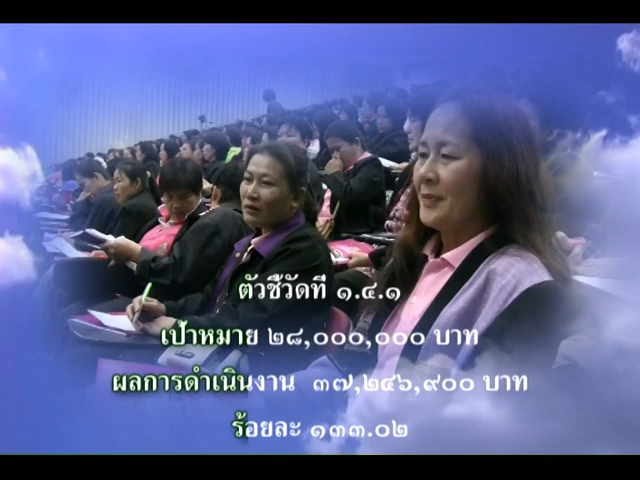 ตัวชี้วัดที่ ๑.๔.๑
เป้าหมาย ๒๘,๐๐๐,๐๐๐ บาท
ผลการดำเนินงาน ๓๗,๒๔๖,๙๐๐ บาท
ร้อยละ ๑๓๓.๐๒